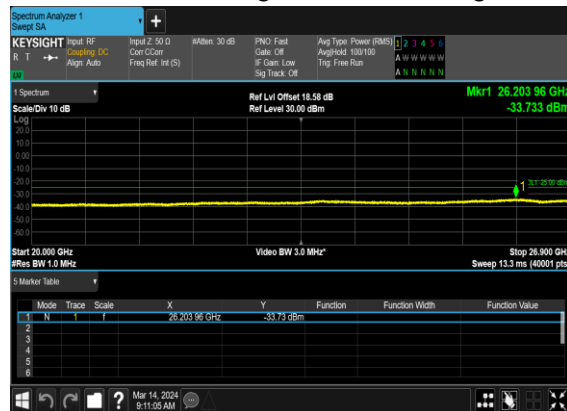 Spectrum Analyzer 1
Swept SA
+
KEYSIGHT Input: RF Input Z: 50 Ω #Atten: 30 dB PNO: Fast Avg Type: Power (RMS) 1 2 3 4 5 6
R T Coupling: DC Corr CCorr Gate: Off Avg|Hold: 100/100 A W W W W W
Align: Auto Freq Ref: Int (S) IF Gain: Low Trig: Free Run
Sig Track: Off A N N N N N
LXI
1 Spectrum Ref Lvl Offset 18.58 dB Mkr1 26.203 96 GHz
Scale/Div 10 dB Ref Level 30.00 dBm -33.733 dBm
Log
20.0
10.0
0.00
-10.0
-20.0
1 DL1 -25.00 dBm
-30.0
-40.0
-50.0
-60.0
Start 20.000 GHz Video BW 3.0 MHz* Stop 26.900 GHz
#Res BW 1.0 MHz Sweep 13.3 ms (40001 pts)
5 Marker Table
Mode Trace Scale X Y Function Function Width Function Value
1 N 1 f 26.203 96 GHz -33.73 dBm
2
3
4
5
6
? Mar 14, 2024
9:11:05 AM